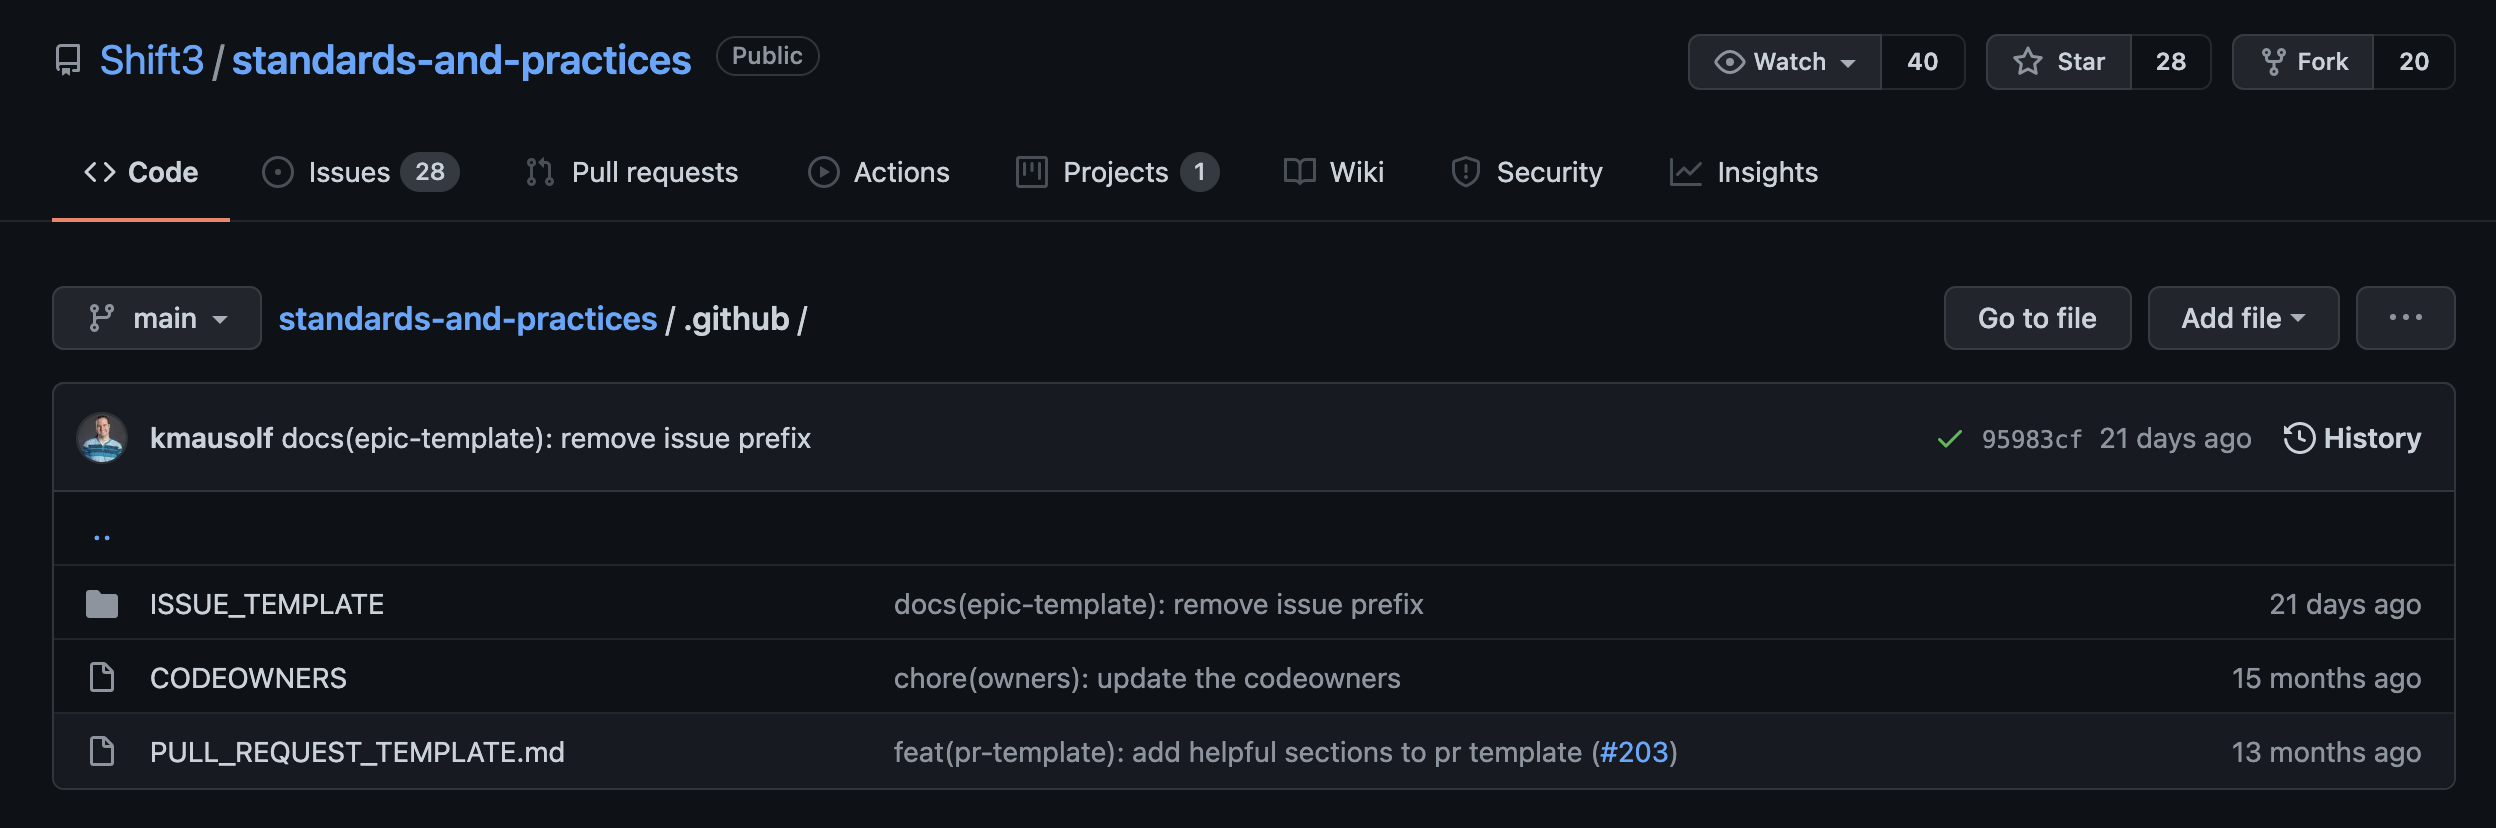 Shift3 / standards-and-practices Public Watch 40 Star 28 Fork 20
Code Issues 28 Pull requests Actions Projects 1 Wiki Security Insights
main standards-and-practices / .github / Go to file Add file ...
kmausolf docs(epic-template): remove issue prefix 95983cf 21 days ago History
..
ISSUE_TEMPLATE docs(epic-template): remove issue prefix 21 days ago
CODEOWNERS chore(owners): update the codeowners 15 months ago
PULL_REQUEST_TEMPLATE.md feat(pr-template): add helpful sections to pr template (#203) 13 months ago